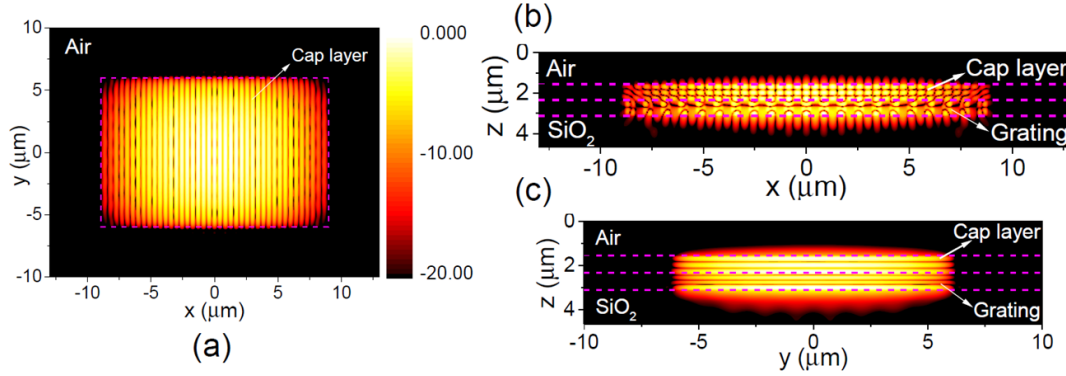 10
5
0
-5
-10
y (μm)
Air
Cap layer
-10
-5
0
5
10
x (μm)
(a)
0.000
-10.00
-20.00
(b)
0
2
4
z (μm)
Air
Cap layer
SiO2
Grating
-10
-5
0
5
10
x (μm)
(c)
0
2
4
z (μm)
Air
Cap layer
SiO2
Grating
-10
-5
0
5
10
y (μm)